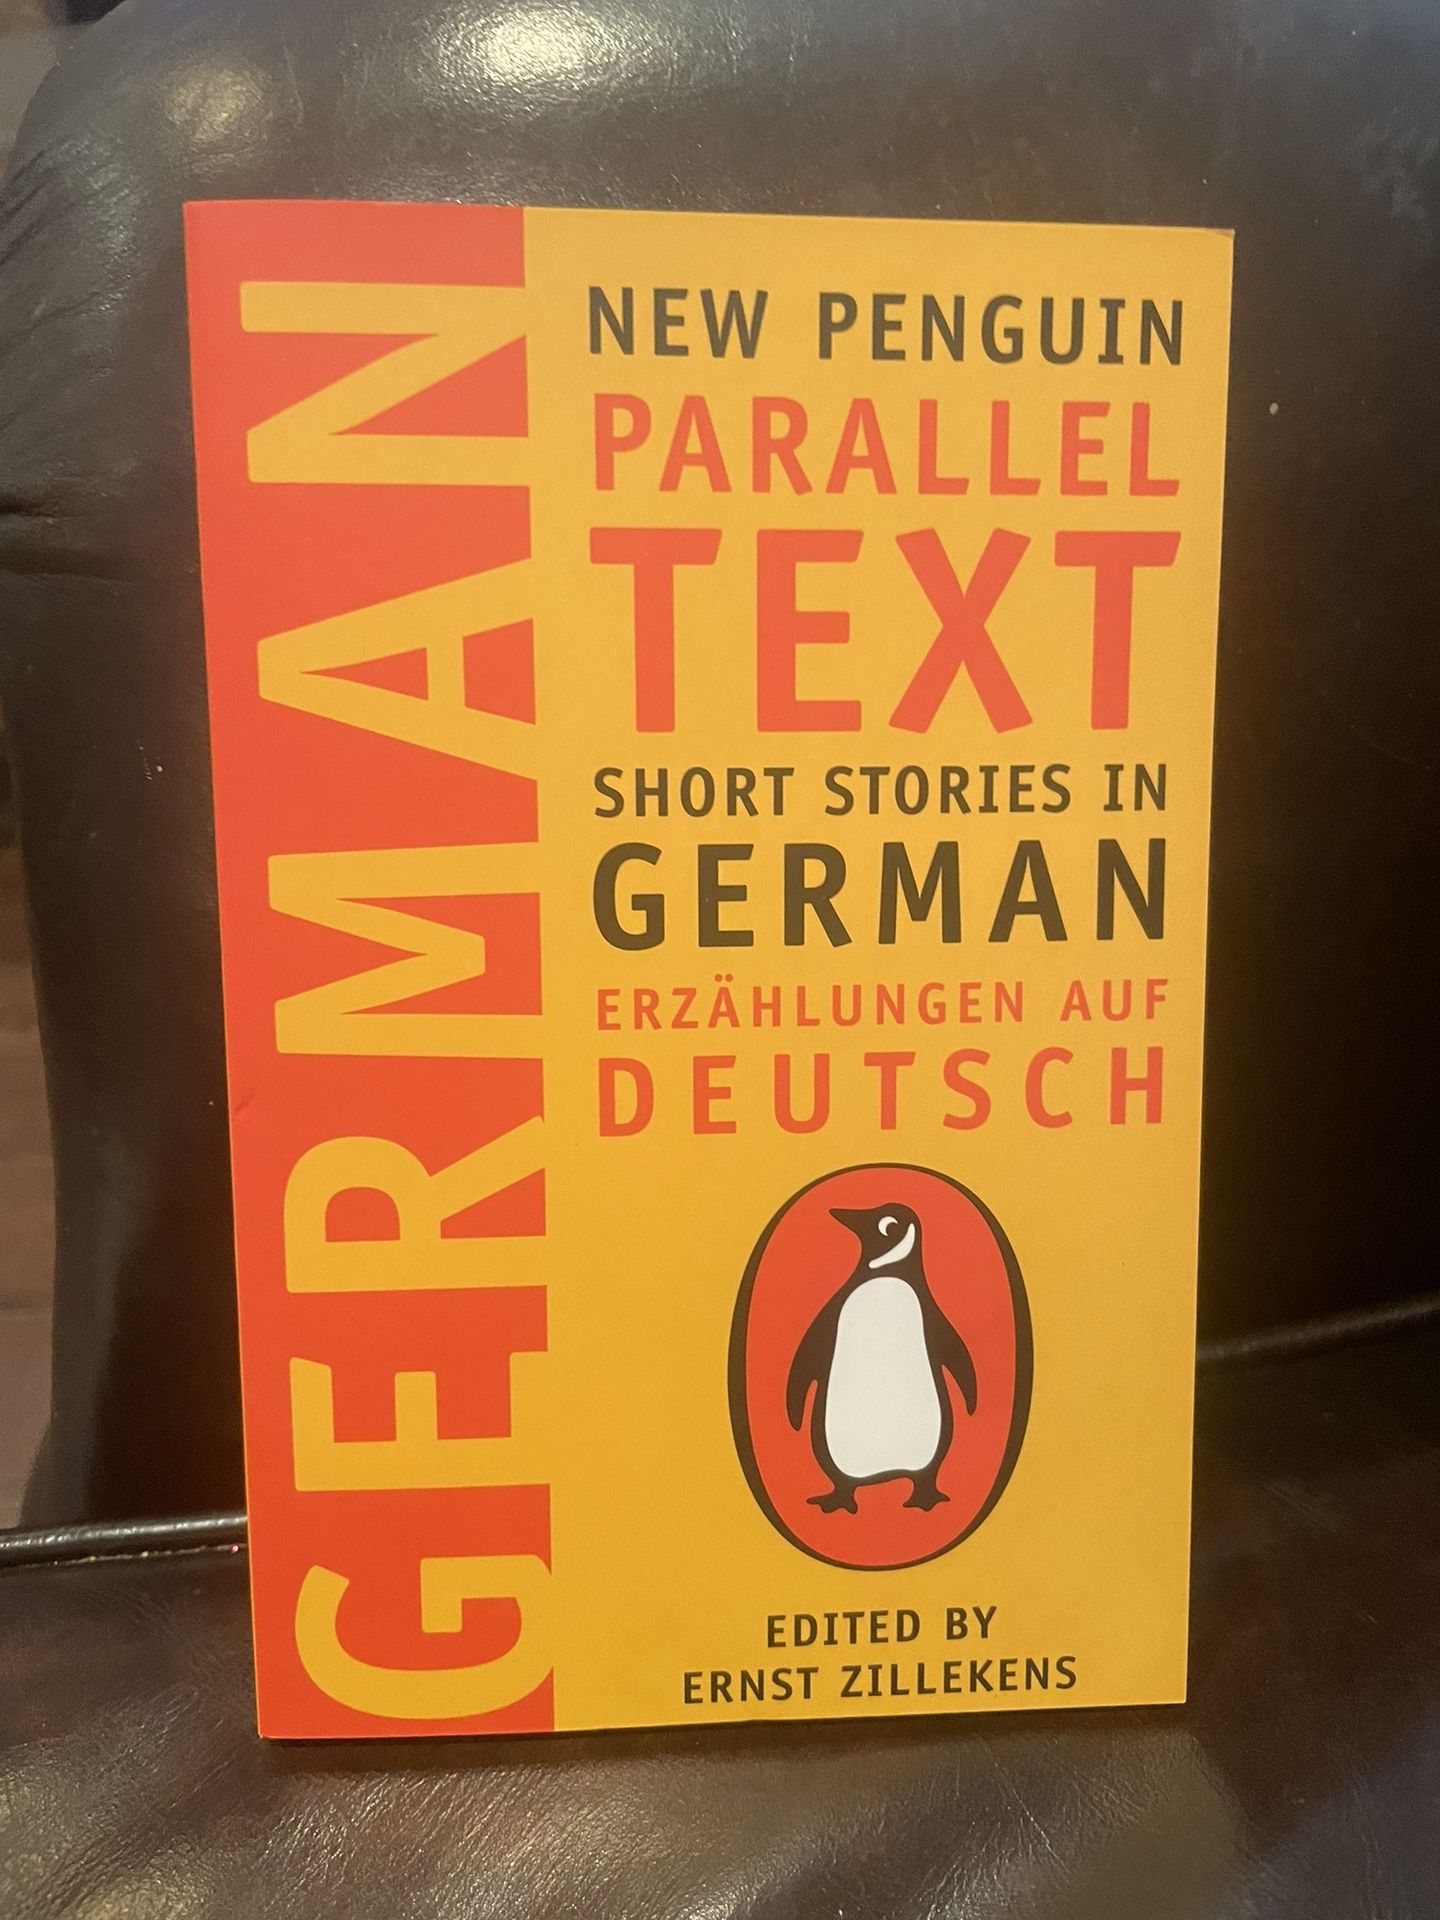 GERMAN
NEW PENGUIN
PARALLEL
TEXT
SHORT STORIES IN
GERMAN
ERZÄHLUNGEN AUF
DEUTSCH
EDITED BY
ERNST ZILLEKENS